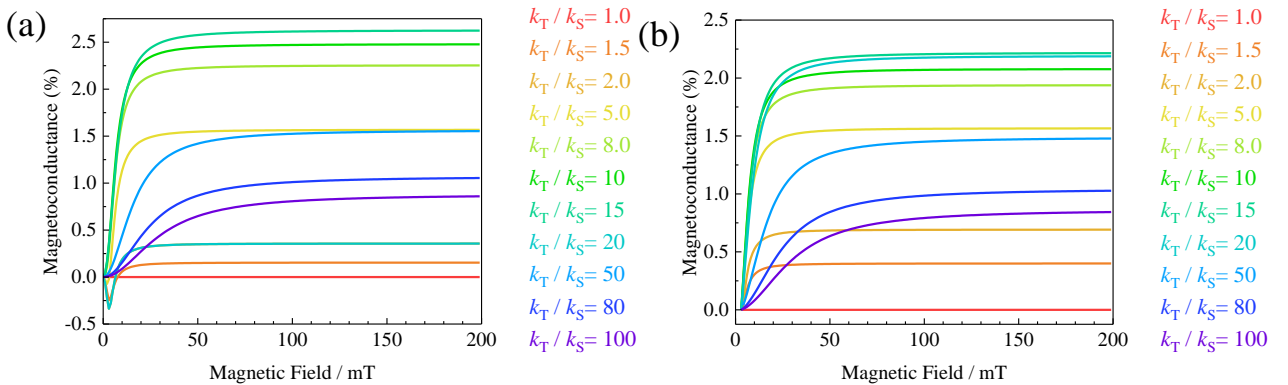 (a)
Magnetoconductance (%)
2.5
2.0
1.5
1.0
0.5
0.0
-0.5
0 50 100 150 200
Magnetic Field / mT
kT / kS= 1.0
kT / kS= 1.5
kT / kS= 2.0
kT / kS= 5.0
kT / kS= 8.0
kT / kS= 10
kT / kS= 15
kT / kS= 20
kT / kS= 50
kT / kS= 80
kT / kS= 100
(b)
Magnetoconductance (%)
2.5
2.0
1.5
1.0
0.5
0.0
0 50 100 150 200
Magnetic Field / mT
kT / kS= 1.0
kT / kS= 1.5
kT / kS= 2.0
kT / kS= 5.0
kT / kS= 8.0
kT / kS= 10
kT / kS= 15
kT / kS= 20
kT / kS= 50
kT / kS= 80
kT / kS= 100